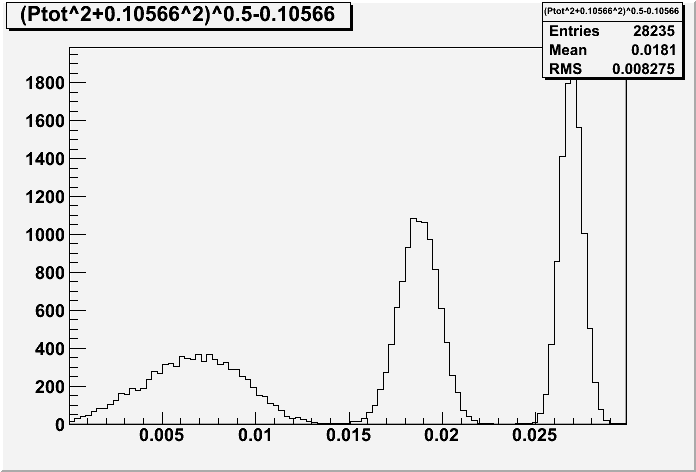 (Ptot^2+0.10566^2)^0.5-0.10566
(Ptot^2+0.10566^2)^0.5-0.10566
Entries 28235
Mean 0.0181
RMS 0.008275
1800
1600
1400
1200
1000
800
600
400
200
0
0.005 0.01 0.015 0.02 0.025